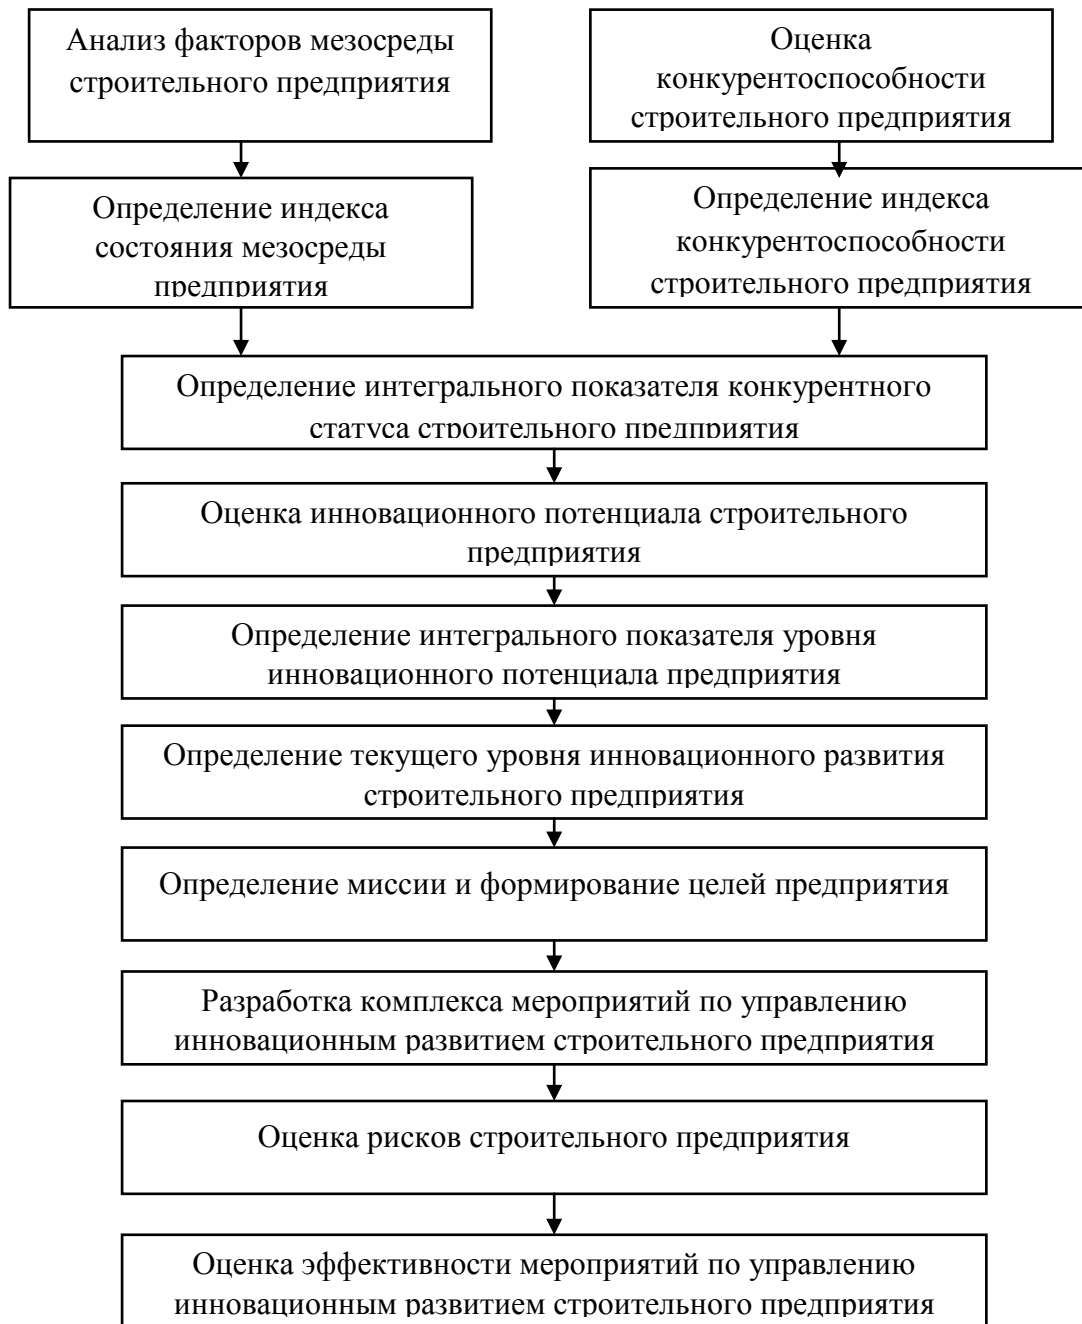 Анализ факторов мезосреды
строительного предприятия
Оценка
конкурентоспособности
строительного предприятия
Определение индекса
состояния мезосреды
предприятия
Определение индекса
конкурентоспособности
строительного предприятия
Определение интегрального показателя конкурентного
статуса строительного предприятия
Оценка инновационного потенциала строительного
предприятия
Определение интегрального показателя уровня
инновационного потенциала предприятия
Определение текущего уровня инновационного развития
строительного предприятия
Определение миссии и формирование целей предприятия
Разработка комплекса мероприятий по управлению
инновационным развитием строительного предприятия
Оценка рисков строительного предприятия
Оценка эффективности мероприятий по управлению
инновационным развитием строительного предприятия